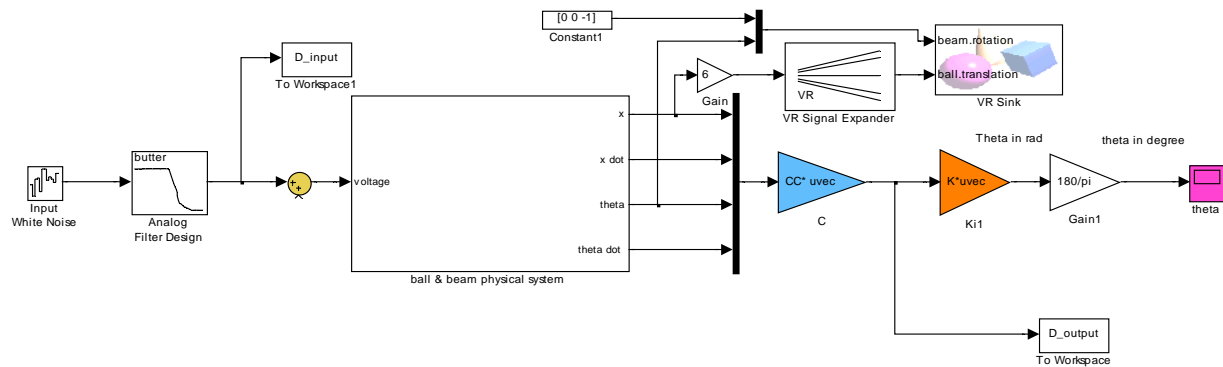 [0 0 -1]
Constant1
D_input
To Workspace1
6
Gain
VR
VR Signal Expander
beam.rotation
ball.translation
VR Sink
Input
White Noise
butter
Analog
Filter Design
+
+
voltage
x
x dot
theta
theta dot
ball & beam physical system
CC* uvec
C
Theta in rad
K*uvec
Ki1
theta in degree
180/pi
Gain1
theta
D_output
To Workspace